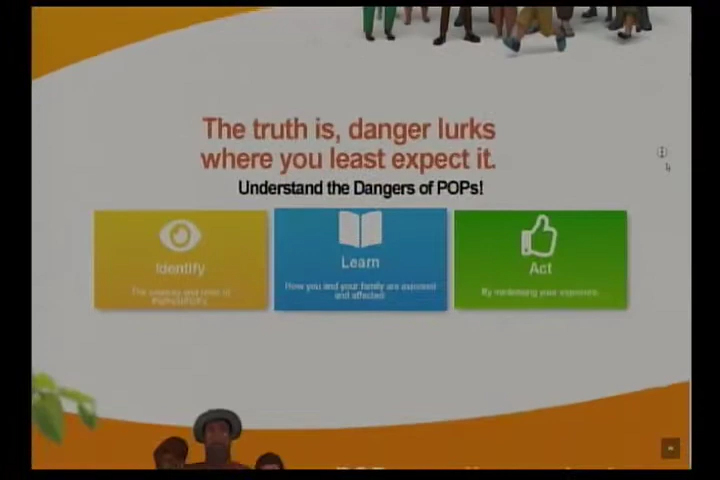 The truth is, danger lurks
where you least expect it.
Understand the Dangers of POPs!
Identify
Learn
How you and your family are exposed
and affected
Act
By minimising your exposure